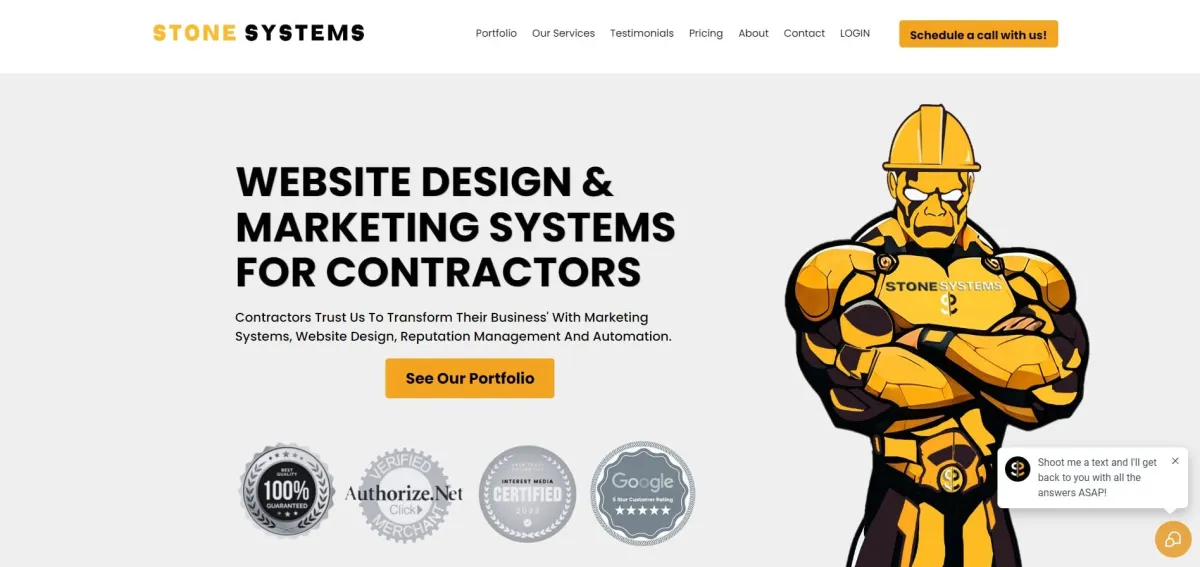 STONE SYSTEMS
Portfolio
Our Services
Testimonials
Pricing
About
Contact
LOGIN
Schedule a call with us!
WEBSITE DESIGN &
MARKETING SYSTEMS
FOR CONTRACTORS
Contractors Trust Us To Transform Their Business' With Marketing
Systems, Website Design, Reputation Management And Automation.
See Our Portfolio
STONE SYSTEMS
BEST
QUALITY
100%
GUARANTEED
VERIFIED
Authorize.Net
Click
MERCHANT
INTEREST MEDIA
CERTIFIED
Google
5 Star Customer Rating
Shoot me a text and I'll get
back to you with all the
answers ASAP!